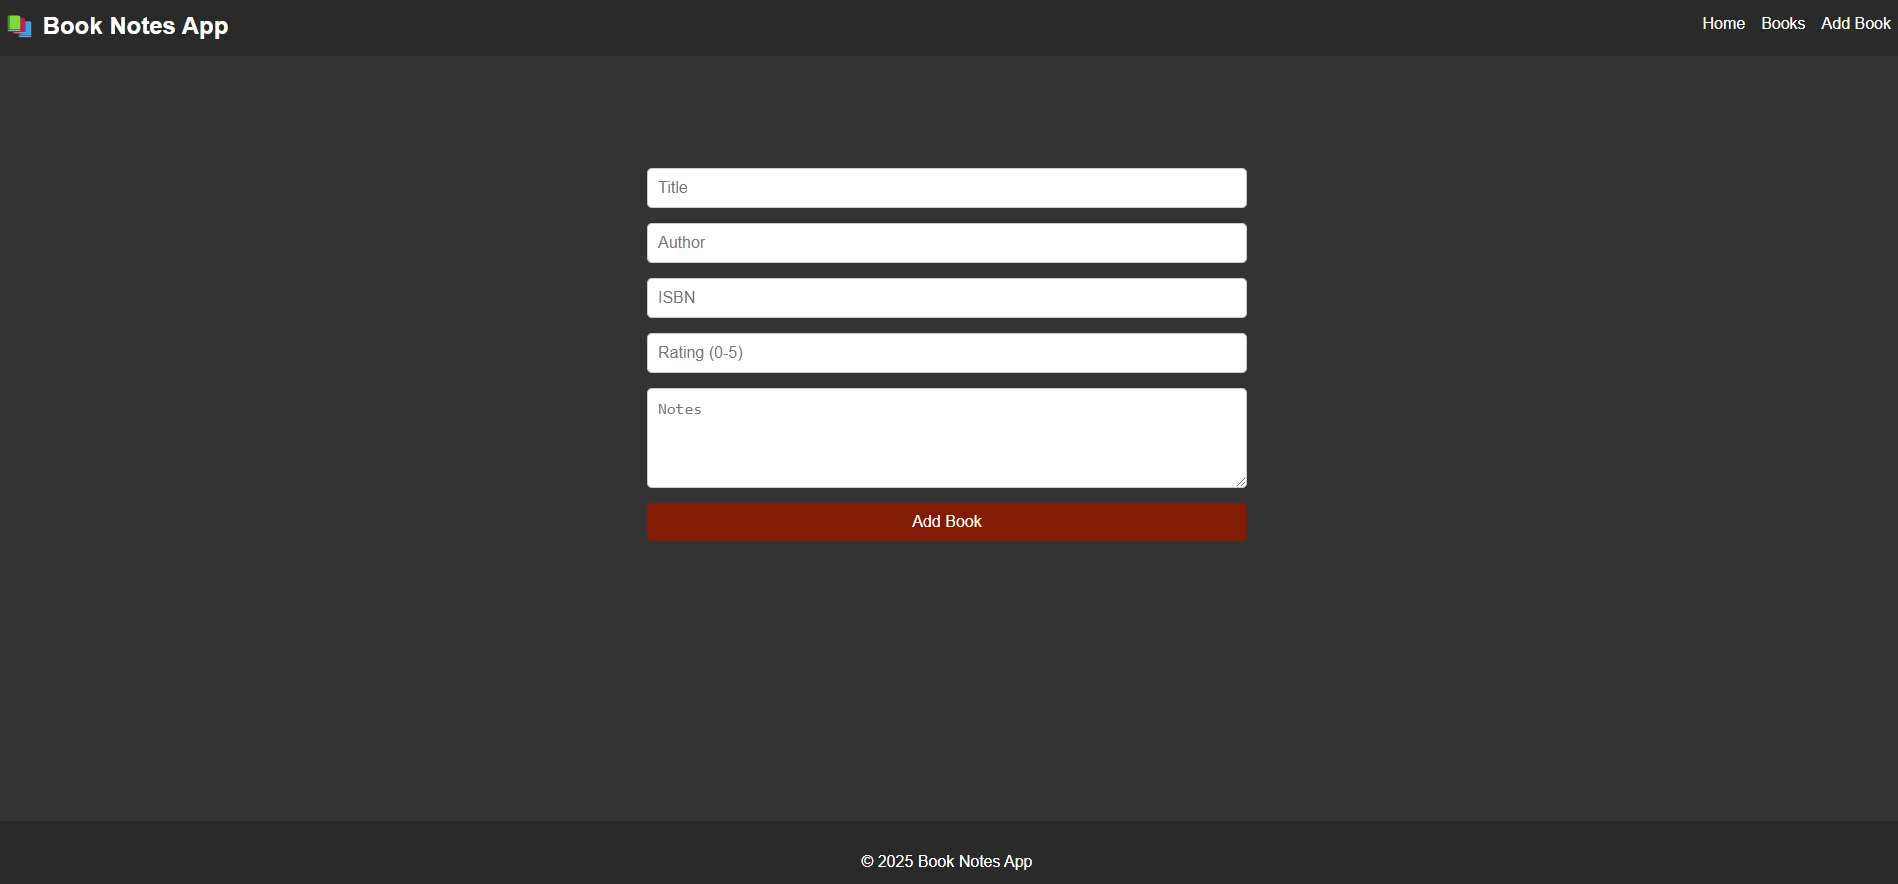 Book Notes App
Home Books Add Book
Title
Author
ISBN
Rating (0-5)
Notes
Add Book
© 2025 Book Notes App